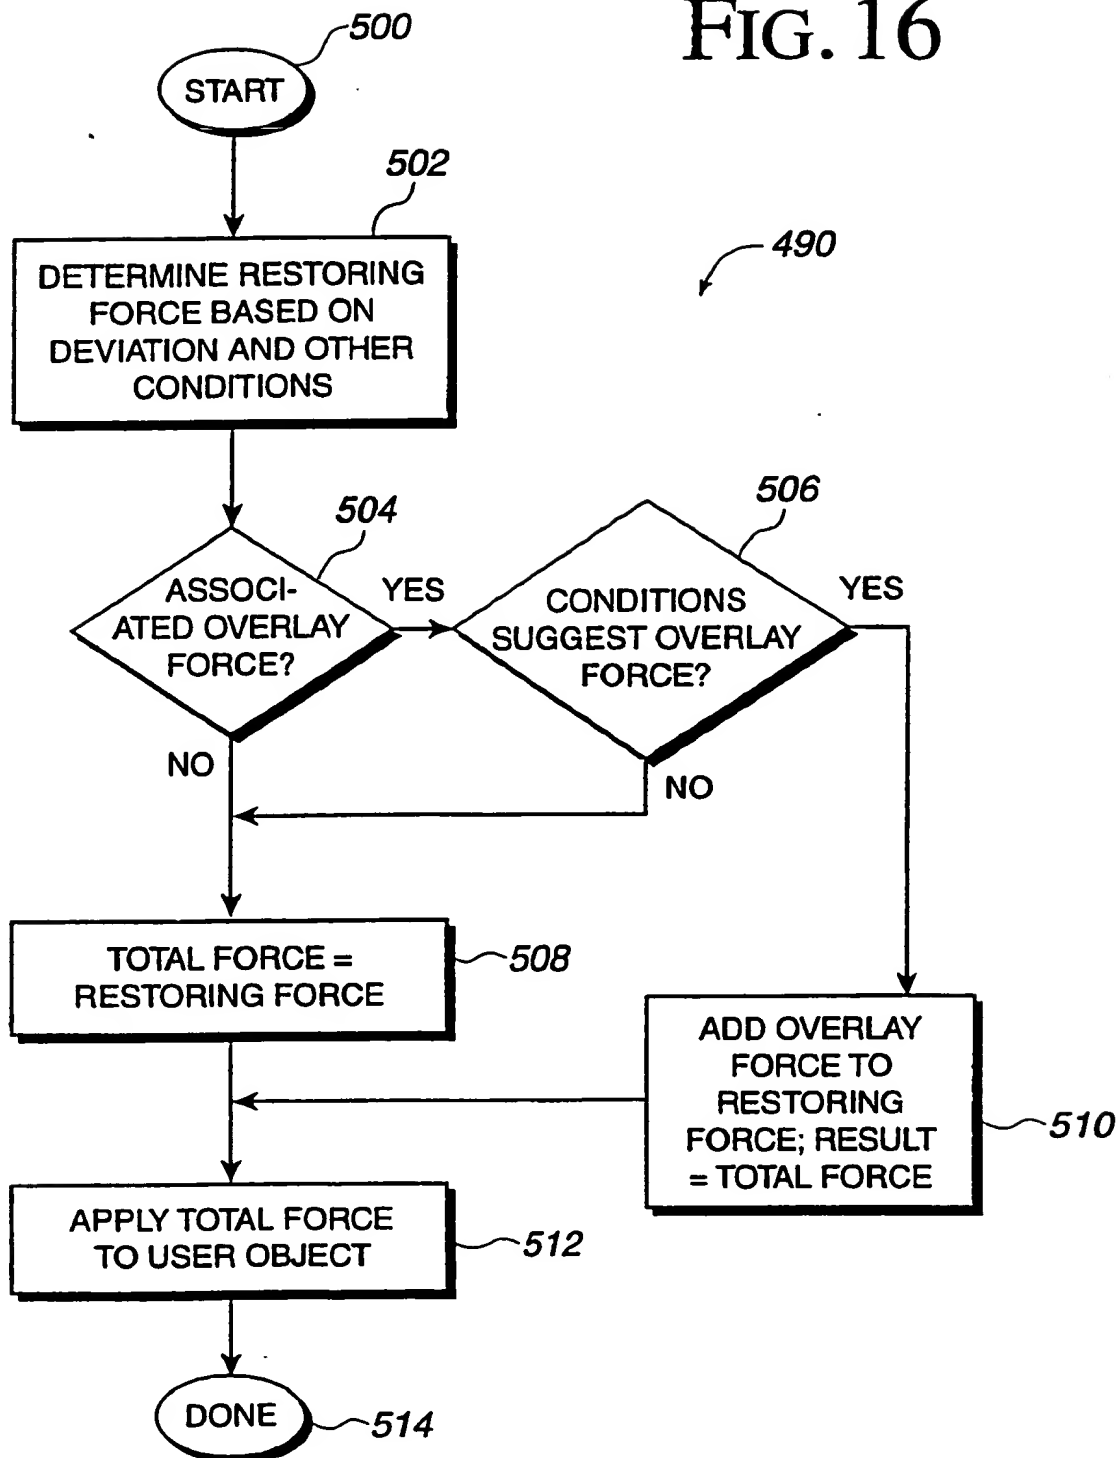 FIG. 16
500
START
502
490
DETERMINE RESTORING
FORCE BASED ON
DEVIATION AND OTHER
CONDITIONS
504
506
ASSOCI-
ATED OVERLAY
FORCE?
YES
CONDITIONS
SUGGEST OVERLAY
FORCE?
YES
NO
NO
TOTAL FORCE =
RESTORING FORCE
508
ADD OVERLAY
FORCE TO
RESTORING
FORCE; RESULT
= TOTAL FORCE
510
APPLY TOTAL FORCE
TO USER OBJECT
512
DONE
514